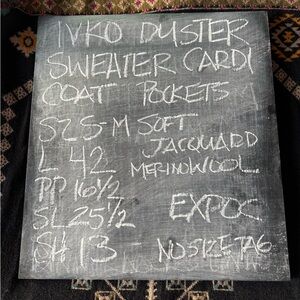 IVKO DUSTER
SWEATER CARDI
COAT POCKETS
SZ S-M SOFT
JACQUARD
L 42 MERINOWOOL
PP 16 1/2
SL 25 1/2 EXPOC
SH 13 - NO SIZE TAG